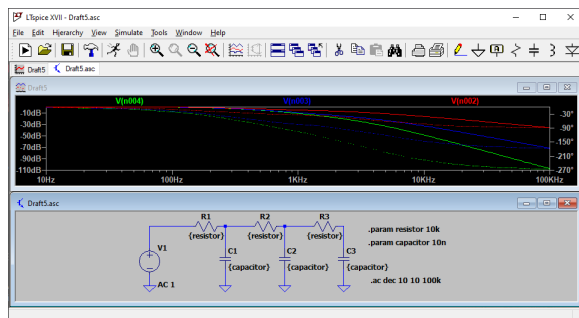 LTspice XVII - Draft5.asc
File Edit Hierarchy View Simulate Tools Window Help
Draft5 Draft5.asc
Draft5
V(n004) V(n003) V(n002)
-10dB
-30dB
-50dB
-70dB
-90dB
-110dB
-30°
-90°
-150°
-210°
-270°
10Hz 100Hz 1KHz 10KHz 100KHz
Draft5.asc
R1 R2 R3
{resistor} {resistor} {resistor}
.param resistor 10k
.param capacitor 10n
V1 C1 C2 C3
{capacitor} {capacitor} {capacitor}
AC 1
.ac dec 10 10 100k